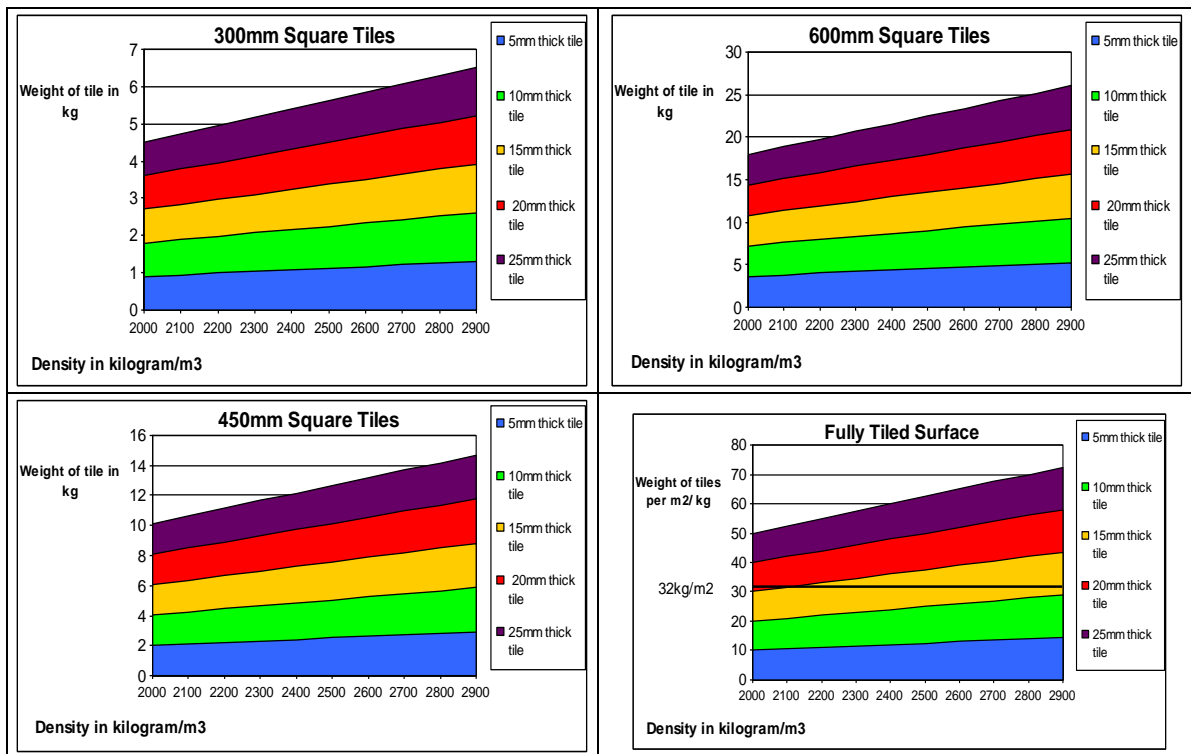 300mm Square Tiles
Weight of tile in
kg
7
6
5
4
3
2
1
0
2000 2100 2200 2300 2400 2500 2600 2700 2800 2900
Density in kilogram/m3
5mm thick tile
10mm thick
tile
15mm thick
tile
20mm thick
tile
25mm thick
tile
600mm Square Tiles
Weight of tile in
kg
30
25
20
15
10
5
0
2000 2100 2200 2300 2400 2500 2600 2700 2800 2900
Density in kilogram/m3
5mm thick tile
10mm thick
tile
15mm thick
tile
20mm thick
tile
25mm thick
tile
450mm Square Tiles
Weight of tile in
kg
16
14
12
10
8
6
4
2
0
2000 2100 2200 2300 2400 2500 2600 2700 2800 2900
Density in kilogram/m3
5mm thick tile
10mm thick
tile
15mm thick
tile
20mm thick
tile
25mm thick
tile
Fully Tiled Surface
Weight of tiles
per m2/ kg
80
70
60
50
40
32kg/m2
30
20
10
0
2000 2100 2200 2300 2400 2500 2600 2700 2800 2900
Density in kilogram/m3
5mm thick tile
10mm thick
tile
15mm thick
tile
20mm thick
tile
25mm thick
tile